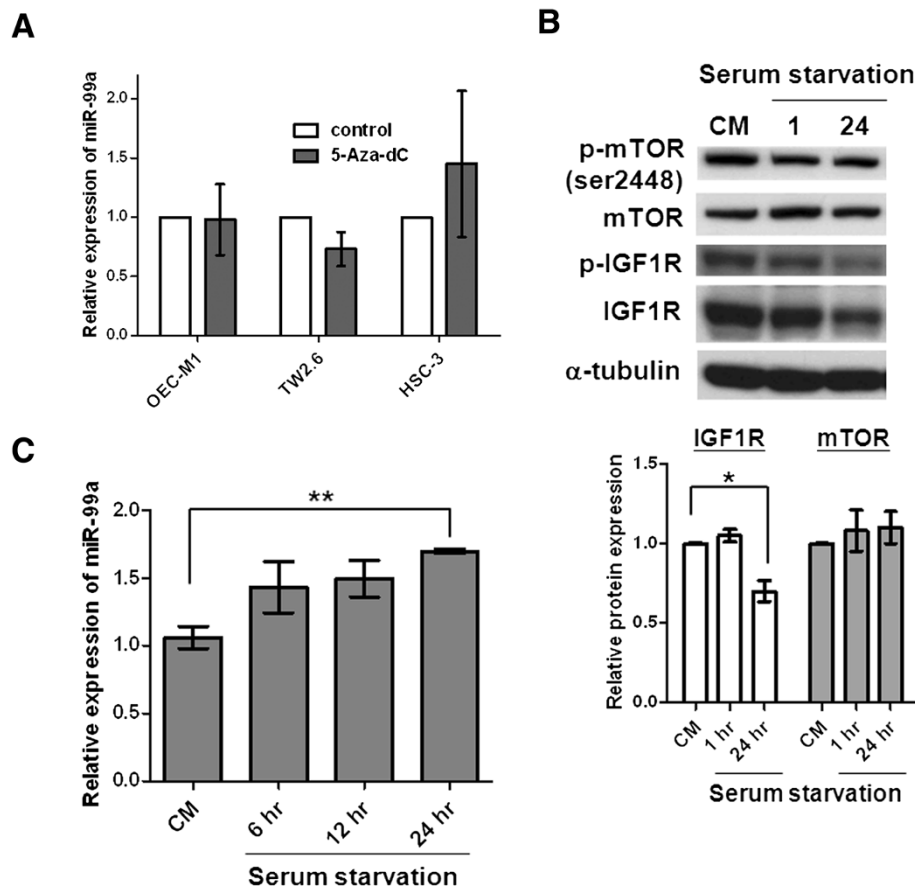 A
Relative expression of miR-99a
2.0
1.5
1.0
0.5
0.0
control
5-Aza-dC
OEC-M1
TW2.6
HSC-3
B
Serum starvation
CM 1 24
p-mTOR
(ser2448)
mTOR
p-IGF1R
IGF1R
α-tubulin
IGF1R mTOR
Relative protein expression
1.5
1.0
0.5
0.0
*
CM 1 hr 24 hr CM 1 hr 24 hr
Serum starvation
C
Relative expression of miR-99a
2.0
1.5
1.0
0.5
0.0
**
CM 6 hr 12 hr 24 hr
Serum starvation